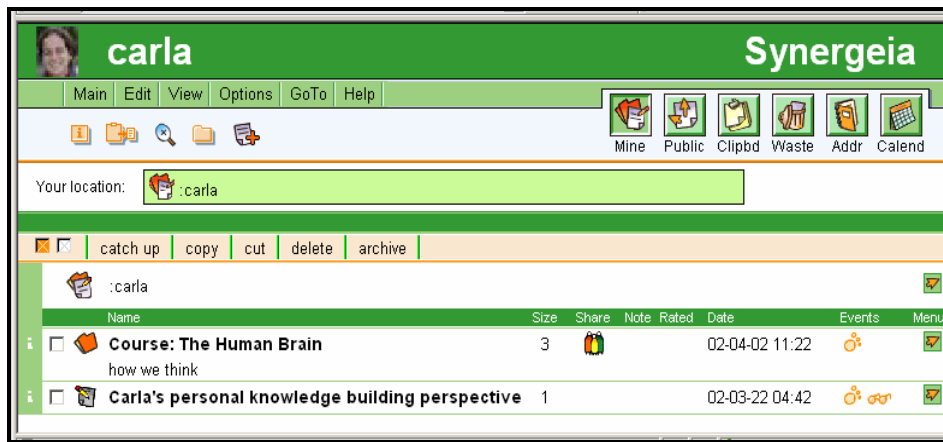 carla Synergeia
Main Edit View Options GoTo Help
Mine Public Clipbd Waste Addr Calend
Your location: :carla
catch up copy cut delete archive
:carla
Name Size Share Note Rated Date Events Menu
Course: The Human Brain 3 02-04-02 11:22
how we think
Carla's personal knowledge building perspective 1 02-03-22 04:42